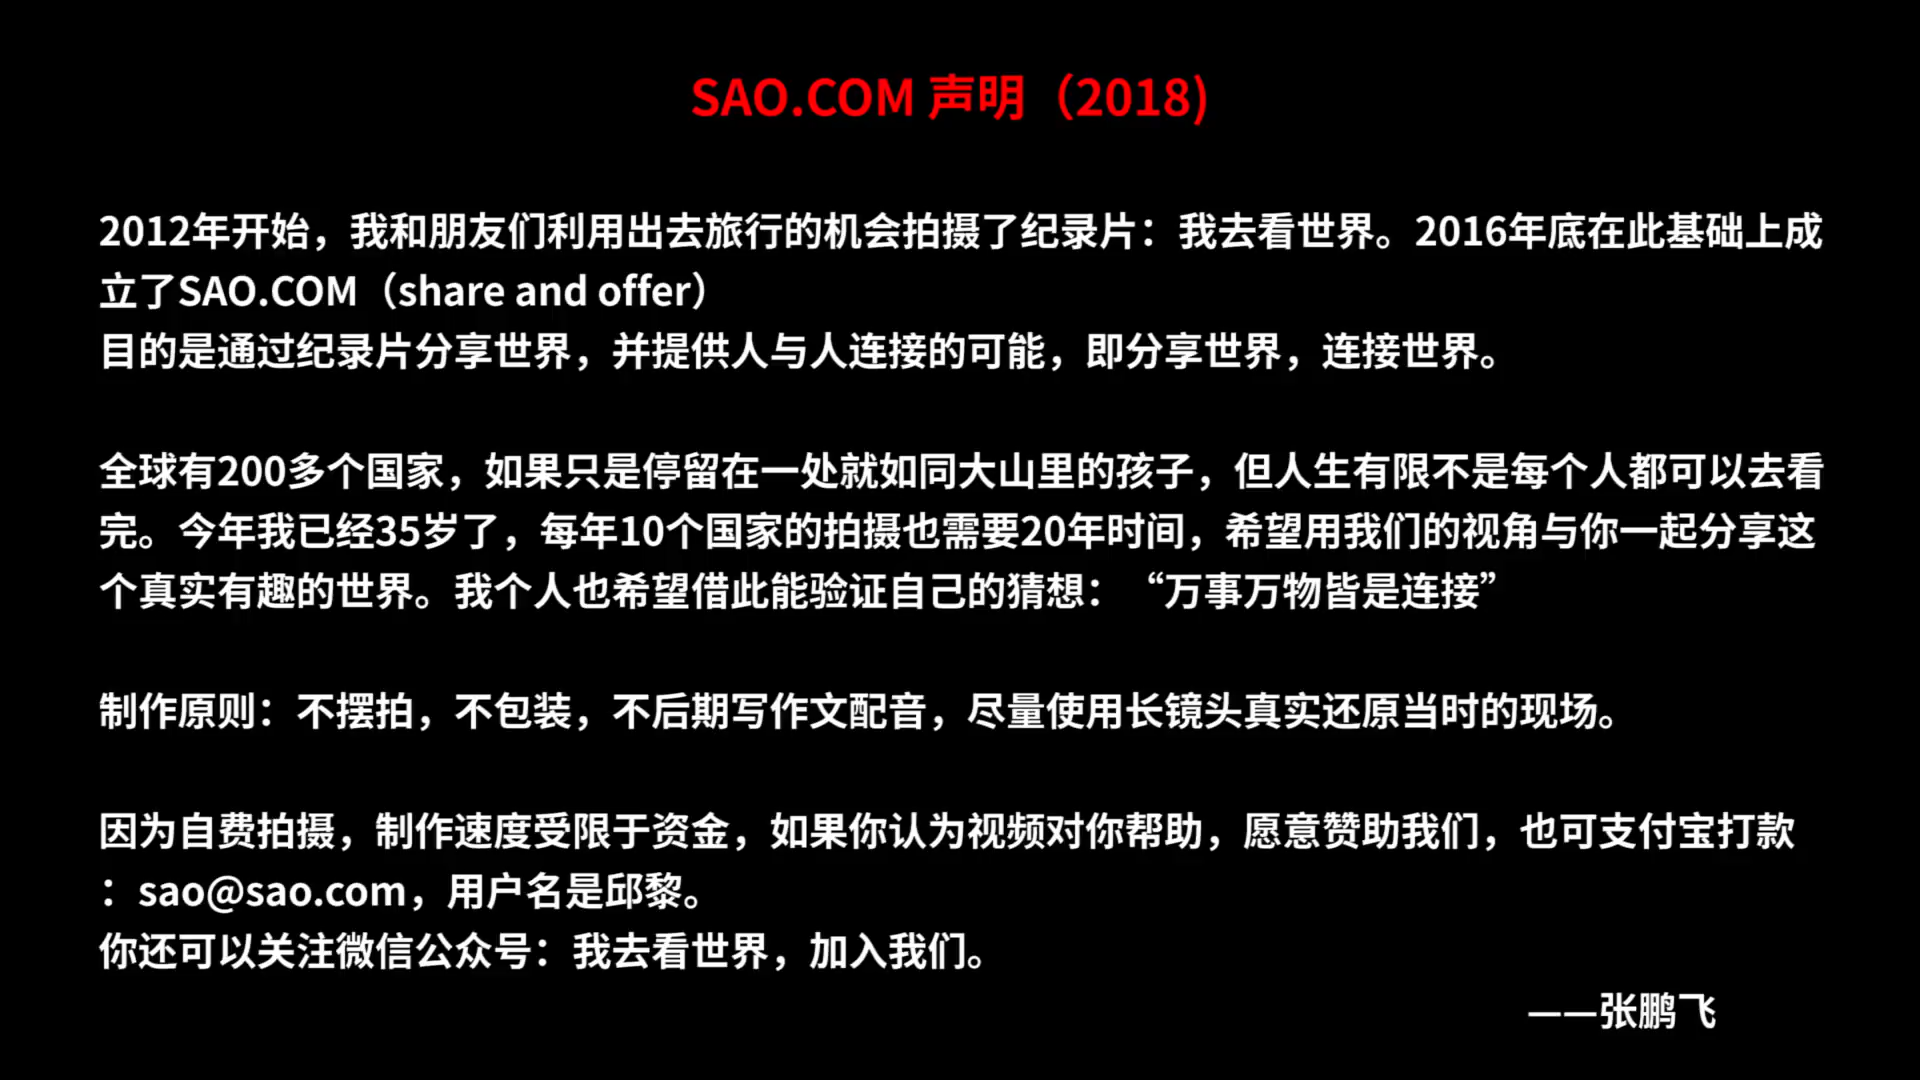 SAO.COM 声明（2018)
2012年开始，我和朋友们利用出去旅行的机会拍摄了纪录片：我去看世界。2016年底在此基础上成
立了SAO.COM（share and offer）
目的是通过纪录片分享世界，并提供人与人连接的可能，即分享世界，连接世界。
全球有200多个国家，如果只是停留在一处就如同大山里的孩子，但人生有限不是每个人都可以去看
完。今年我已经35岁了，每年10个国家的拍摄也需要20年时间，希望用我们的视角与你一起分享这
个真实有趣的世界。我个人也希望借此能验证自己的猜想：“万事万物皆是连接”
制作原则：不摆拍，不包装，不后期写作文配音，尽量使用长镜头真实还原当时的现场。
因为自费拍摄，制作速度受限于资金，如果你认为视频对你帮助，愿意赞助我们，也可支付宝打款
：sao@sao.com，用户名是邱黎。
你还可以关注微信公众号：我去看世界，加入我们。
——张鹏飞